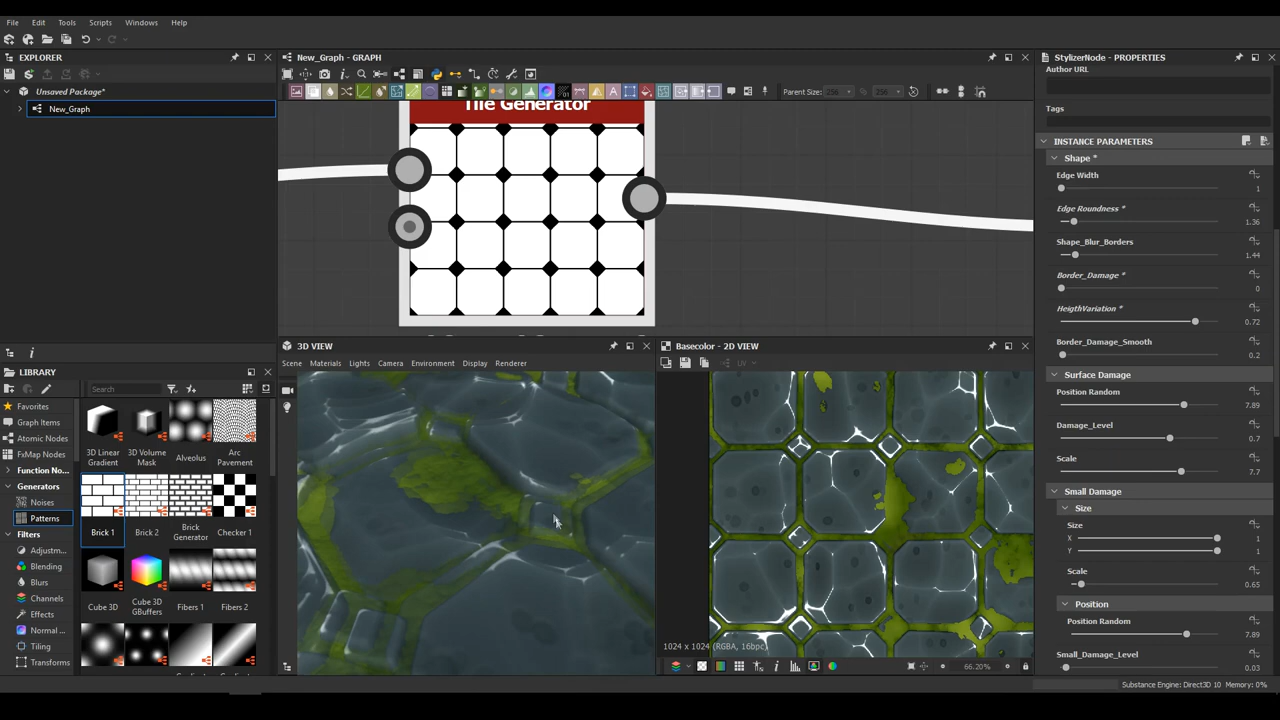 File Edit Tools Scripts Windows Help
EXPLORER
Unsaved Package*
New_Graph
New_Graph - GRAPH
Parent Size: 256 256
Tile Generator
StylizerNode - PROPERTIES
Author URL
Tags
INSTANCE PARAMETERS
Shape *
Edge Width
1
Edge Roundness *
1.36
Shape_Blur_Borders
1.44
Border_Damage *
0
HeigthVariation *
0.72
Border_Damage_Smooth
0.2
Surface Damage
Position Random
7.89
Damage_Level
0.7
Scale
7.7
Small Damage
Size
Size
X 1
Y 1
Scale
0.65
Position
Position Random
7.89
Small_Damage_Level
0.03
LIBRARY
Search
Favorites
Graph Items
Atomic Nodes
FxMap Nodes
Function No...
Generators
Noises
Patterns
Filters
Adjustm...
Blending
Blurs
Channels
Effects
Normal ...
Tiling
Transforms
3D Linear Gradient
3D Volume Mask
Alveolus
Arc Pavement
Brick 1
Brick 2
Brick Generator
Checker 1
Cube 3D
Cube 3D GBuffers
Fibers 1
Fibers 2
3D VIEW
Scene Materials Lights Camera Environment Display Renderer
Basecolor - 2D VIEW
UV
1024 x 1024 (RGBA, 16bpc)
66.20%
Substance Engine: Direct3D 10 Memory: 0%